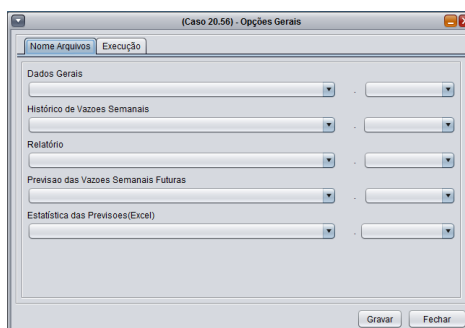 (Caso 20.56) - Opções Gerais
Nome Arquivos Execução
Dados Gerais
.
Histórico de Vazoes Semanais
.
Relatório
.
Previsao das Vazoes Semanais Futuras
.
Estatística das Previsoes(Excel)
.
Gravar Fechar